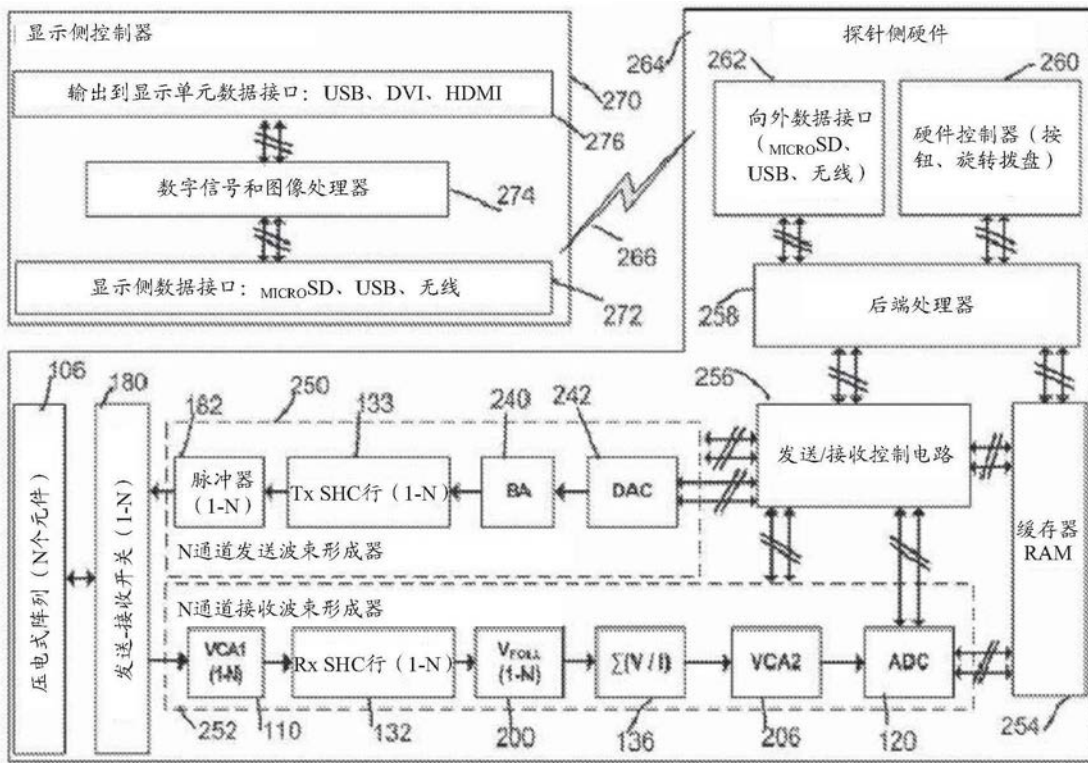 显示侧控制器
输出到显示单元数据接口：USB、DVI、HDMI
276
270
数字信号和图像处理器
274
显示侧数据接口：MICROSD、USB、无线
272
266
264
探针侧硬件
262
260
向外数据接口
（MICROSD、
USB、无线）
硬件控制器（按
钮、旋转拨盘）
258
后端处理器
106
180
182
250
133
240
242
256
压电式阵列（N个元件）
发送-接收开关（1-N）
脉冲器
（1-N）
Tx SHC行（1-N）
BA
DAC
发送/接收控制电路
N通道发送波束形成器
缓存器
RAM
N通道接收波束形成器
VCA1
(1-N)
Rx SHC行（1-N）
VFOLL
(1-N)
∑(V / I)
VCA2
ADC
252
110
132
200
136
206
120
254